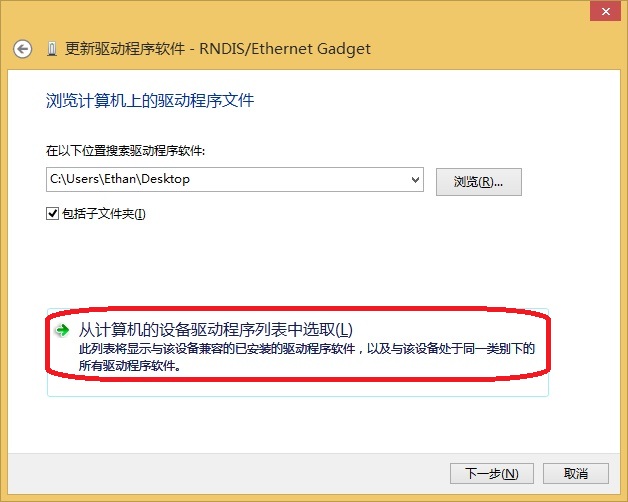 更新驱动程序软件 - RNDIS/Ethernet Gadget
浏览计算机上的驱动程序文件
在以下位置搜索驱动程序软件:
C:\Users\Ethan\Desktop
浏览(R)...
包括子文件夹(I)
从计算机的设备驱动程序列表中选取(L)
此列表将显示与该设备兼容的已安装的驱动程序软件，以及与该设备处于同一类别下的
所有驱动程序软件。
下一步(N)
取消